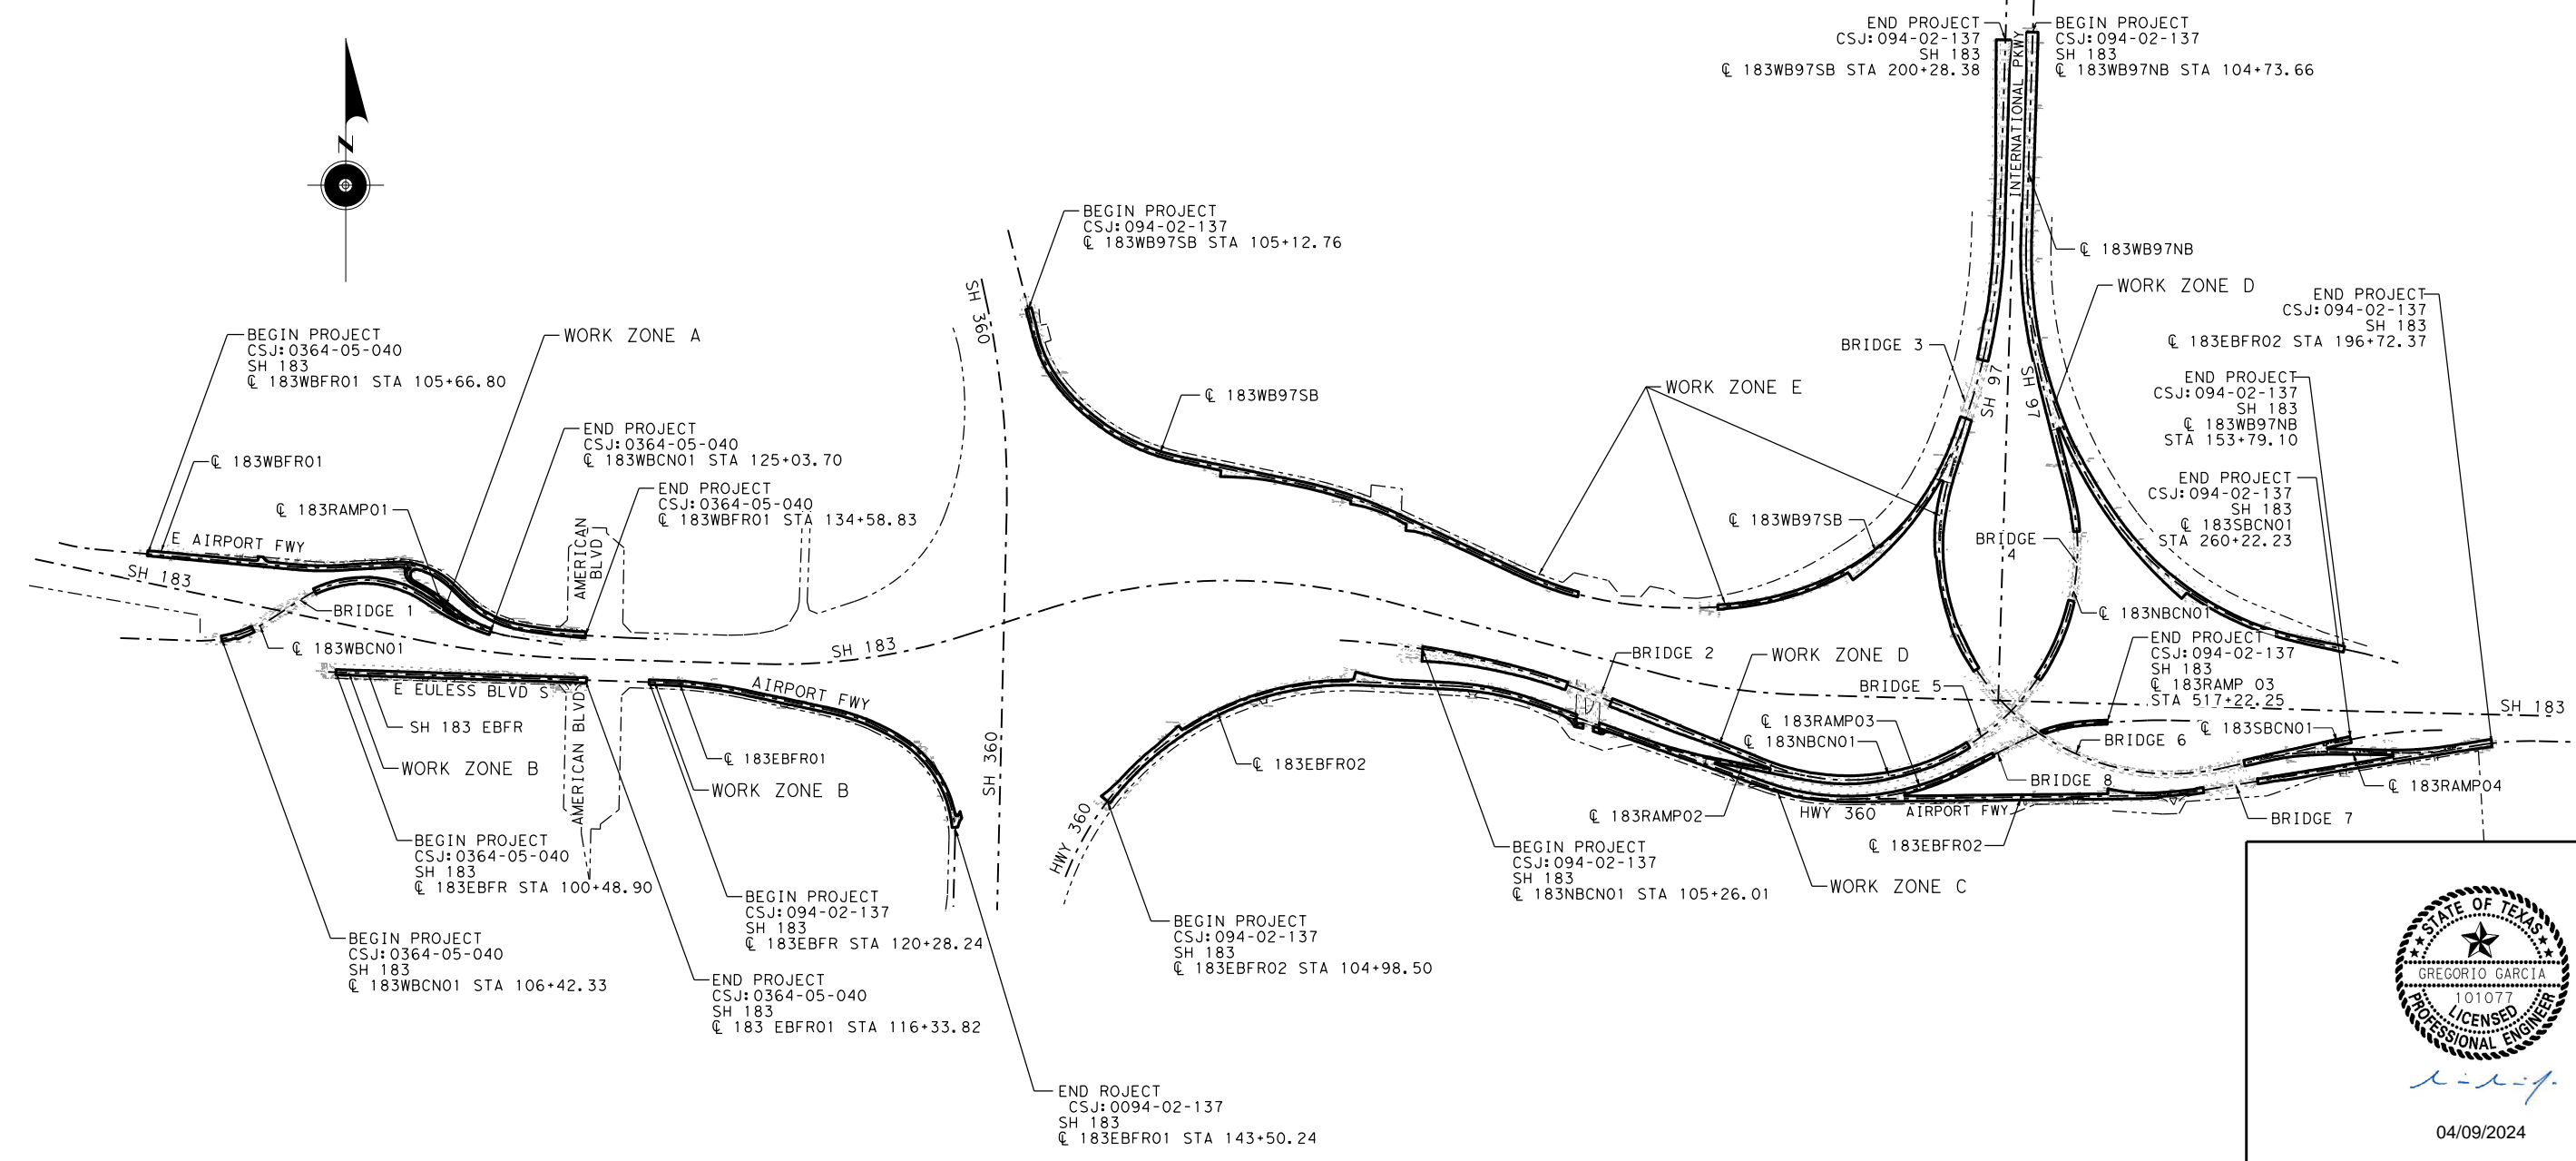 END PROJECT
CSJ:094-02-137
SH 183
℄ 183WB97SB STA 200+28.38
BEGIN PROJECT
CSJ:094-02-137
SH 183
℄ 183WB97NB STA 104+73.66
INTERNATIONAL PKWY
N
BEGIN PROJECT
CSJ:094-02-137
℄ 183WB97SB STA 105+12.76
℄ 183WB97NB
WORK ZONE D
END PROJECT
CSJ:094-02-137
SH 183
℄ 183EBFR02 STA 196+72.37
SH 360
BEGIN PROJECT
CSJ:0364-05-040
SH 183
℄ 183WBFR01 STA 105+66.80
WORK ZONE A
BRIDGE 3
SH 97
SH 97
END PROJECT
CSJ:094-02-137
SH 183
℄ 183WB97NB
STA 153+79.10
℄ 183WB97SB
WORK ZONE E
END PROJECT
CSJ:0364-05-040
℄ 183WBCN01 STA 125+03.70
℄ 183WBFR01
END PROJECT
CSJ:094-02-137
SH 183
℄ 183SBCN01
STA 260+22.23
END PROJECT
CSJ:0364-05-040
℄ 183WBFR01 STA 134+58.83
℄ 183RAMP01
℄ 183WB97SB
AMERICAN
BLVD
E AIRPORT FWY
BRIDGE
4
SH 183
BRIDGE 1
℄ 183NBCN01
END PROJECT
CSJ:094-02-137
SH 183
℄ 183RAMP 03
STA 517+22.25
℄ 183WBCN01
SH 183
BRIDGE 2
WORK ZONE D
BRIDGE 5
E EULESS BLVD S
AIRPORT FWY
SH 183
SH 183 EBFR
℄ 183RAMP03
℄ 183NBCN01
℄ 183SBCN01
BRIDGE 6
℄ 183EBFR01
℄ 183EBFR02
WORK ZONE B
WORK ZONE B
AMERICAN BLVD
SH 360
BRIDGE 8
℄ 183RAMP04
HWY 360
℄ 183RAMP02
HWY 360
AIRPORT FWY
BRIDGE 7
℄ 183EBFR02
BEGIN PROJECT
CSJ:0364-05-040
SH 183
℄ 183EBFR STA 100+48.90
BEGIN PROJECT
CSJ:094-02-137
SH 183
℄ 183NBCN01 STA 105+26.01
WORK ZONE C
BEGIN PROJECT
CSJ:094-02-137
SH 183
℄ 183EBFR STA 120+28.24
BEGIN PROJECT
CSJ:094-02-137
SH 183
℄ 183EBFR02 STA 104+98.50
BEGIN PROJECT
CSJ:0364-05-040
SH 183
℄ 183WBCN01 STA 106+42.33
END PROJECT
CSJ:0364-05-040
SH 183
℄ 183 EBFR01 STA 116+33.82
END ROJECT
CSJ:0094-02-137
SH 183
℄ 183EBFR01 STA 143+50.24
STATE OF TEXAS
GREGORIO GARCIA
101077
LICENSED
PROFESSIONAL ENGINEER
04/09/2024